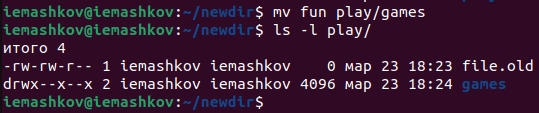 iemashkov@iemashkov:~/newdir$ mv fun play/games
iemashkov@iemashkov:~/newdir$ ls -l play/
итого 4
-rw-rw-r-- 1 iemashkov iemashkov    0 мар 23 18:23 file.old
drwx--x--x 2 iemashkov iemashkov 4096 мар 23 18:24 games
iemashkov@iemashkov:~/newdir$